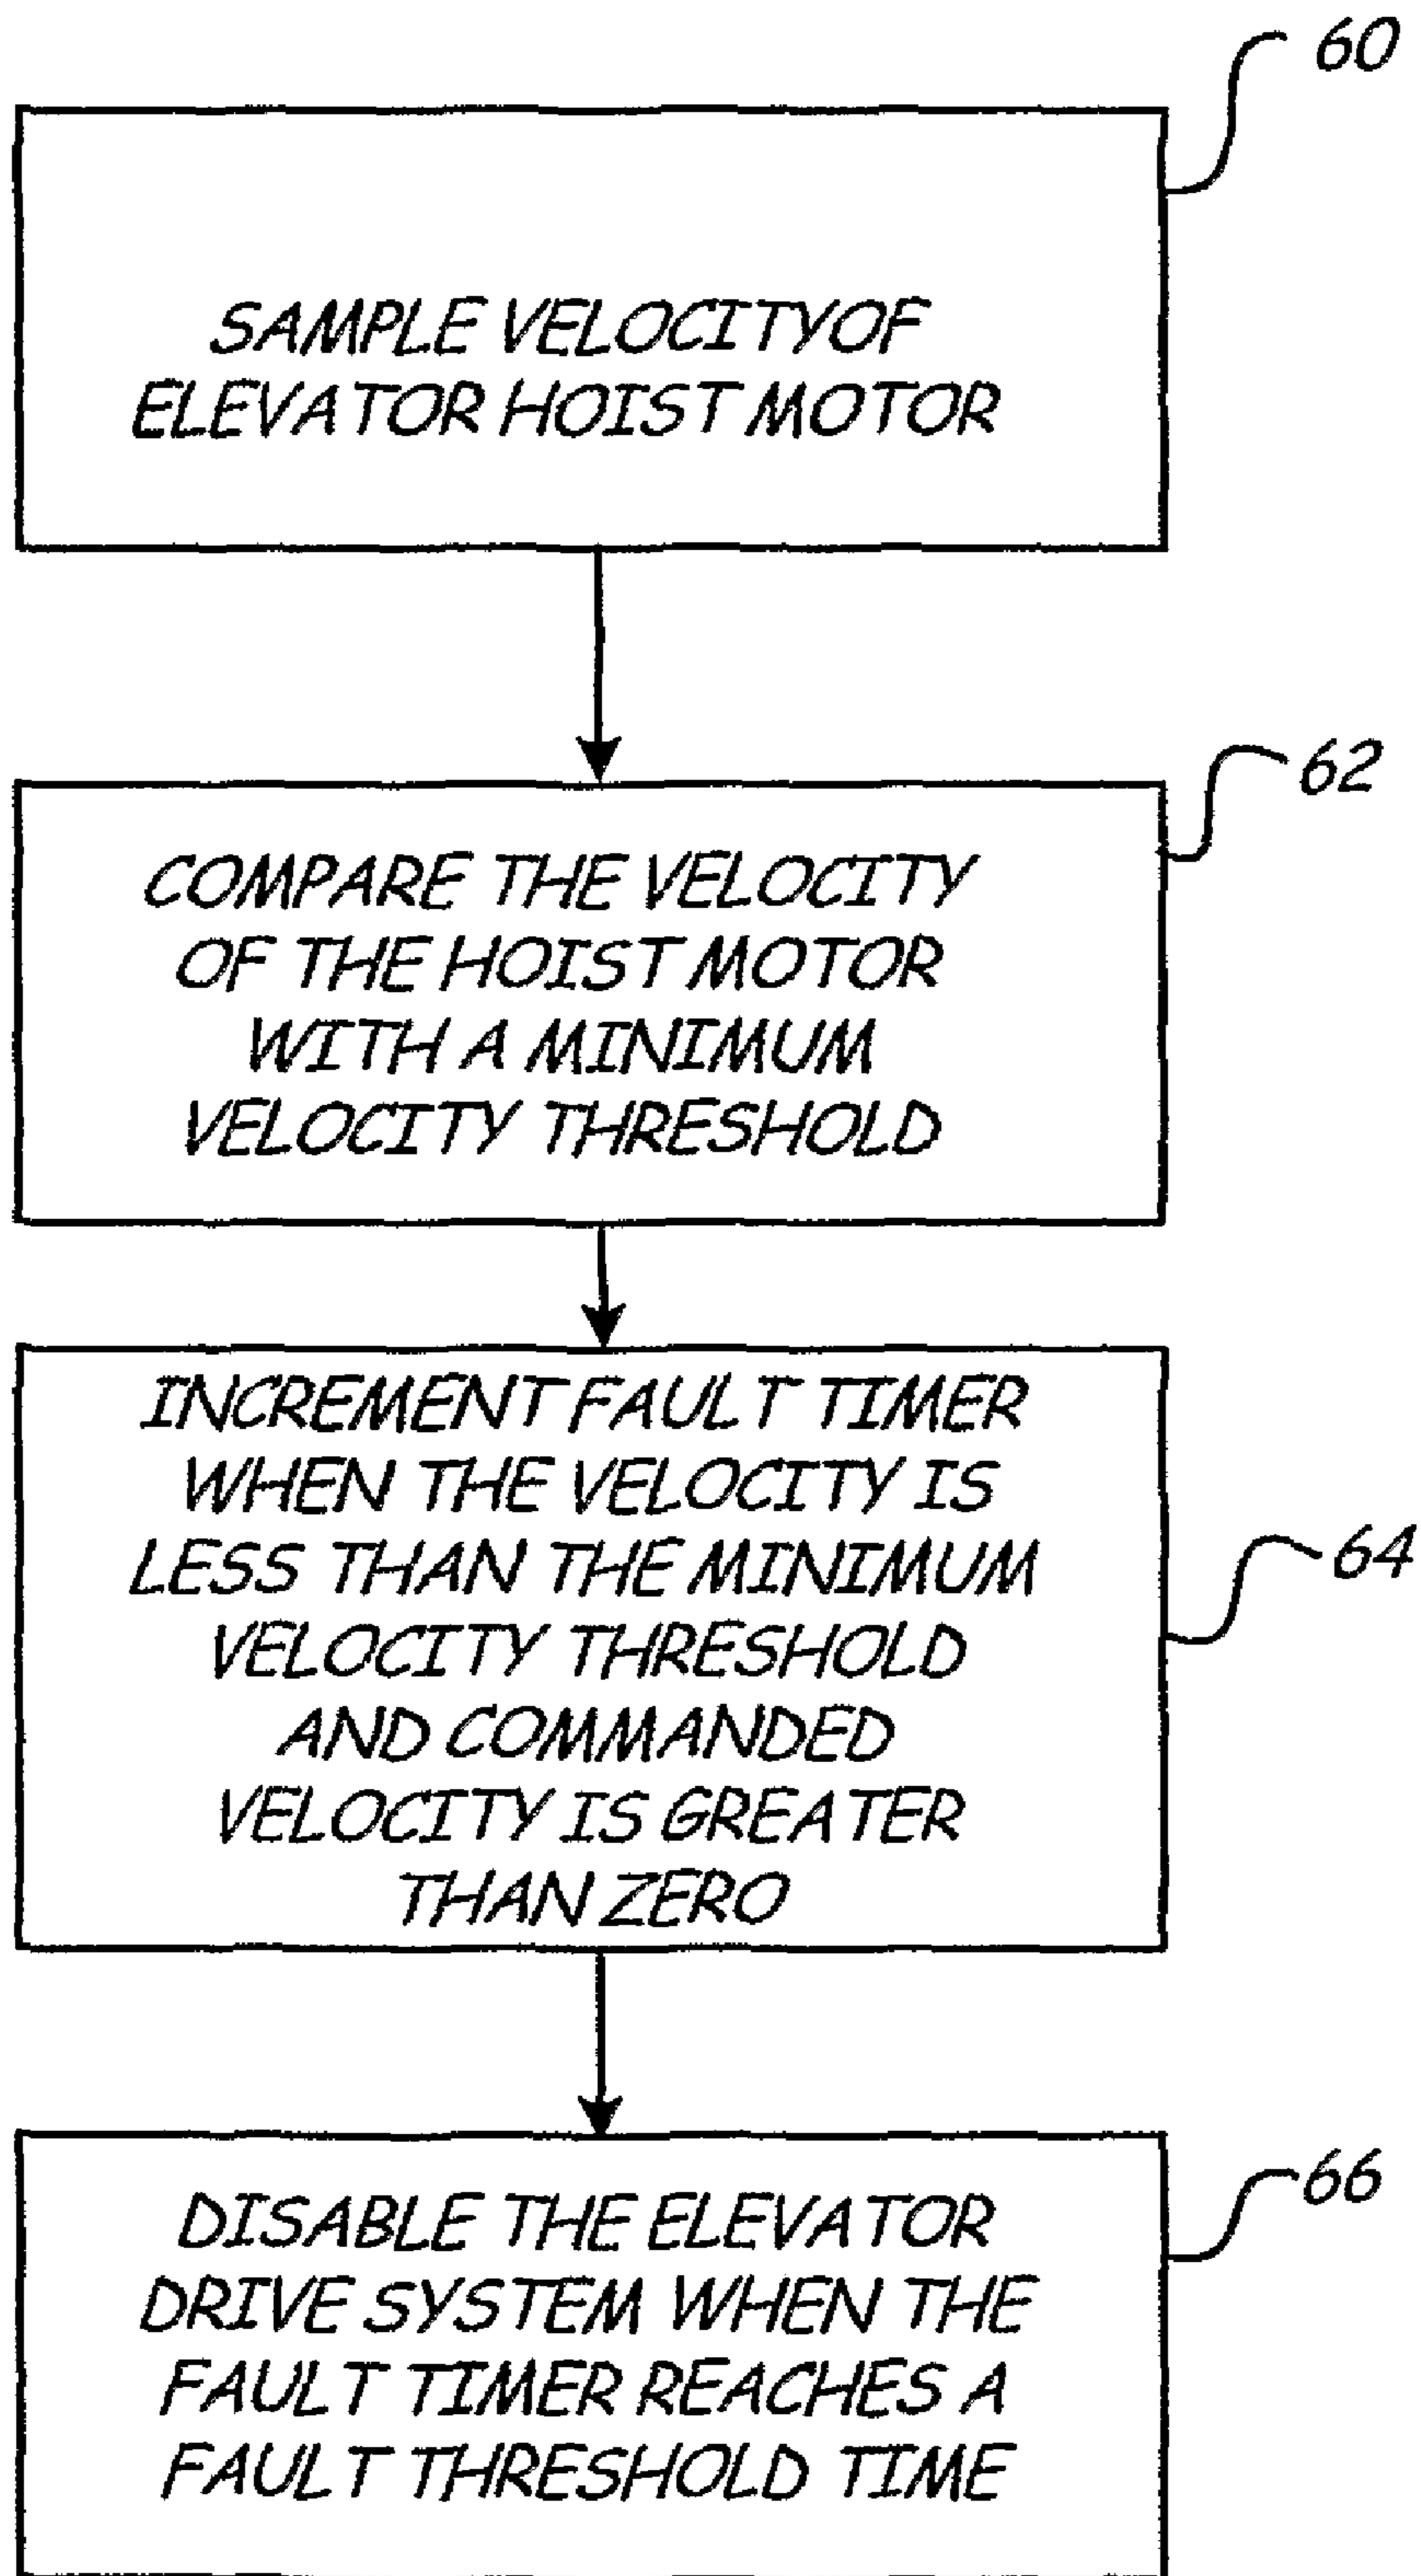 60
SAMPLE VELOCITYOF
ELEVATOR HOIST MOTOR
62
COMPARE THE VELOCITY
OF THE HOIST MOTOR
WITH A MINIMUM
VELOCITY THRESHOLD
INCREMENT FAULT TIMER
WHEN THE VELOCITY IS
LESS THAN THE MINIMUM
VELOCITY THRESHOLD
AND COMMANDED
VELOCITY IS GREATER
THAN ZERO
64
DISABLE THE ELEVATOR
DRIVE SYSTEM WHEN THE
FAULT TIMER REACHES A
FAULT THRESHOLD TIME
66